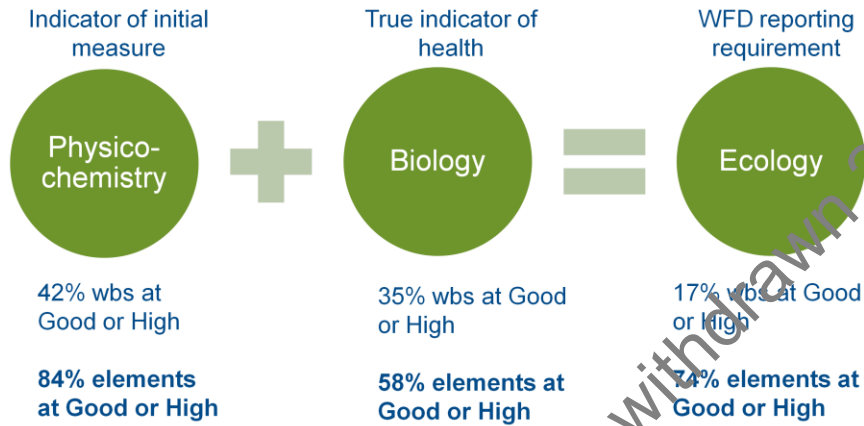 Indicator of initial
measure
True indicator of
health
WFD reporting
requirement
Physico-
chemistry
Biology
Ecology
42% wbs at
Good or High
35% wbs at Good
or High
17% wbs at Good
or High
84% elements
at Good or High
58% elements at
Good or High
74% elements at
Good or High
withdrawn